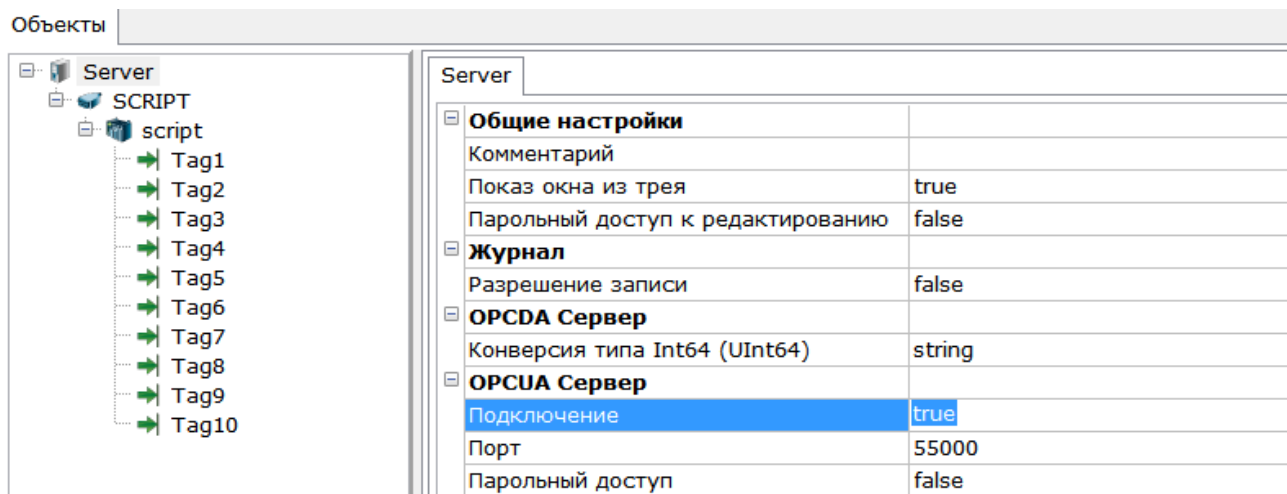 Объекты
Server
SCRIPT
script
Tag1
Tag2
Tag3
Tag4
Tag5
Tag6
Tag7
Tag8
Tag9
Tag10
Server
Общие настройки
Комментарий
Показ окна из трея true
Парольный доступ к редактированию false
Журнал
Разрешение записи false
OPCDA Сервер
Конверсия типа Int64 (UInt64) string
OPCUA Сервер
Подключение true
Порт 55000
Парольный доступ false